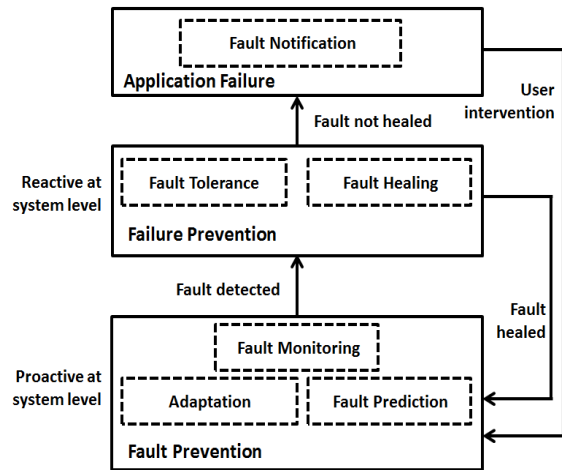 Fault Notification
Application Failure
User
intervention
Fault not healed
Reactive at
system level
Fault Tolerance
Fault Healing
Failure Prevention
Fault detected
Fault
healed
Fault Monitoring
Proactive at
system level
Adaptation
Fault Prediction
Fault Prevention